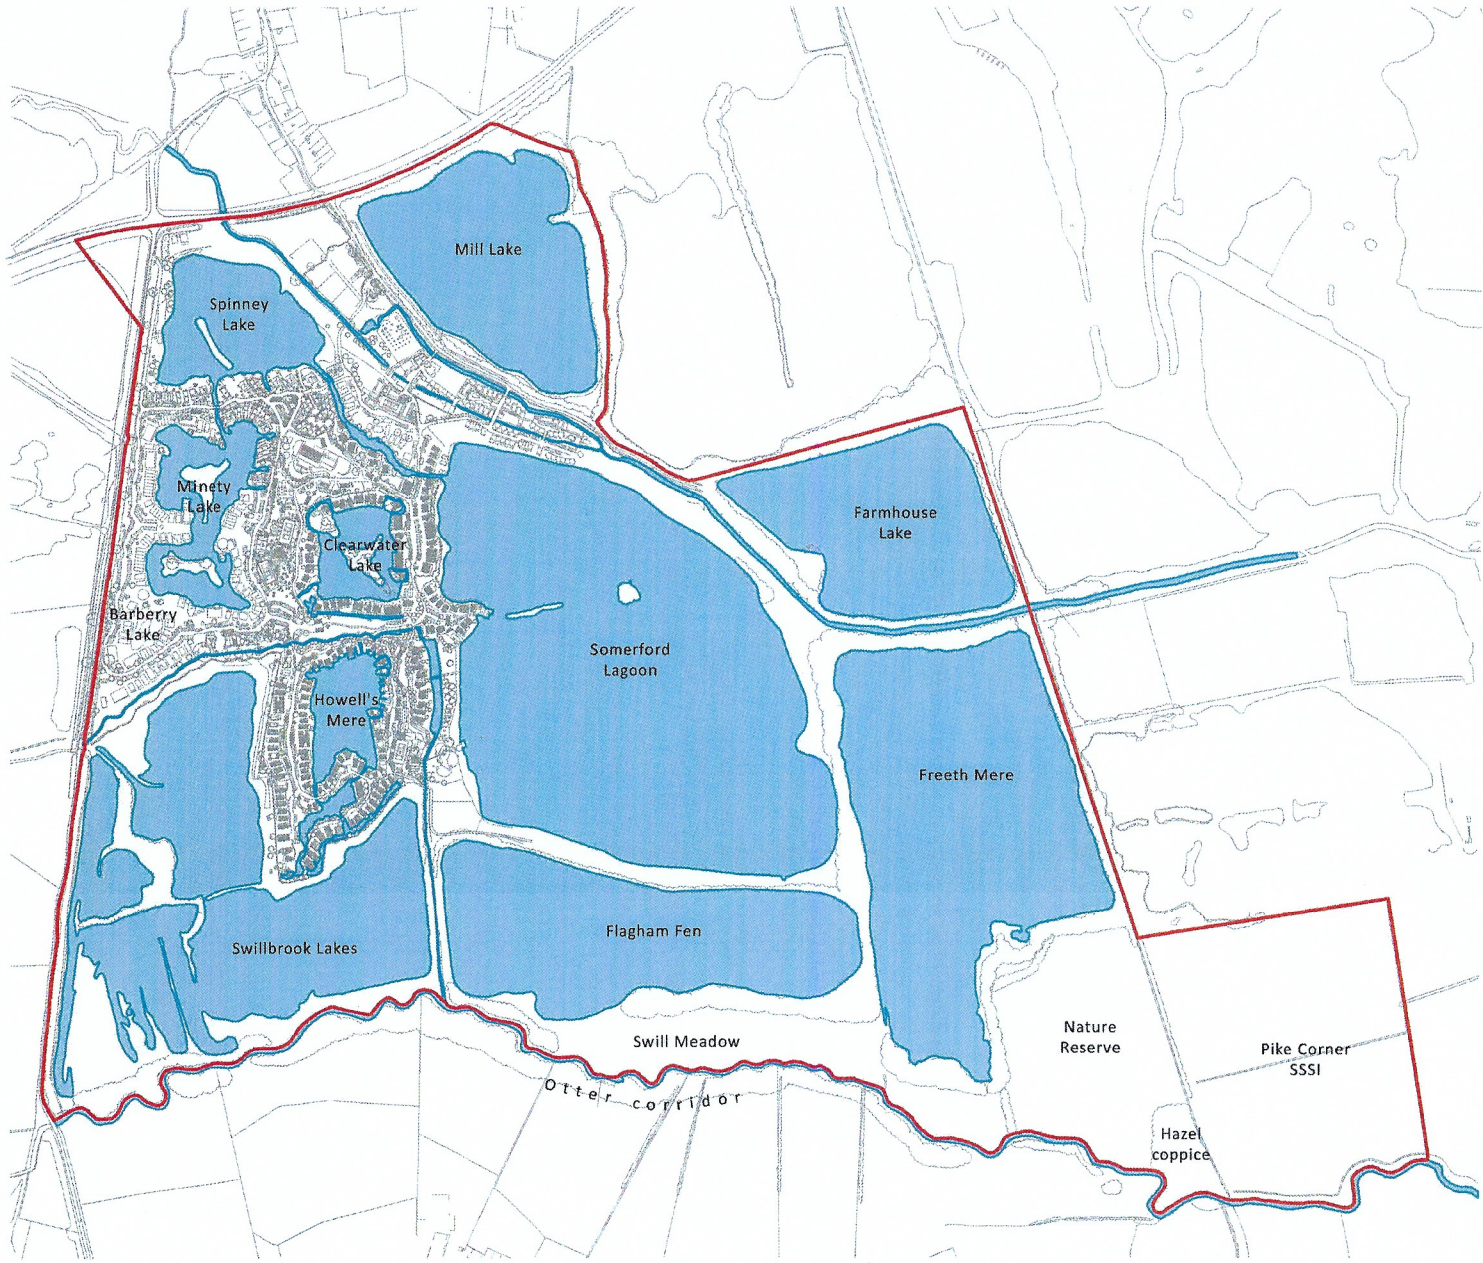 Mill Lake
Spinney
Lake
Minety
Lake
Farmhouse
Lake
Clearwater
Lake
Barberry
Lake
Somerford
Lagoon
Howell's
Mere
Freeth Mere
Flagham Fen
Swillbrook Lakes
Nature
Reserve
Swill Meadow
Pike Corner
SSSI
Otter corridor
Hazel
coppice